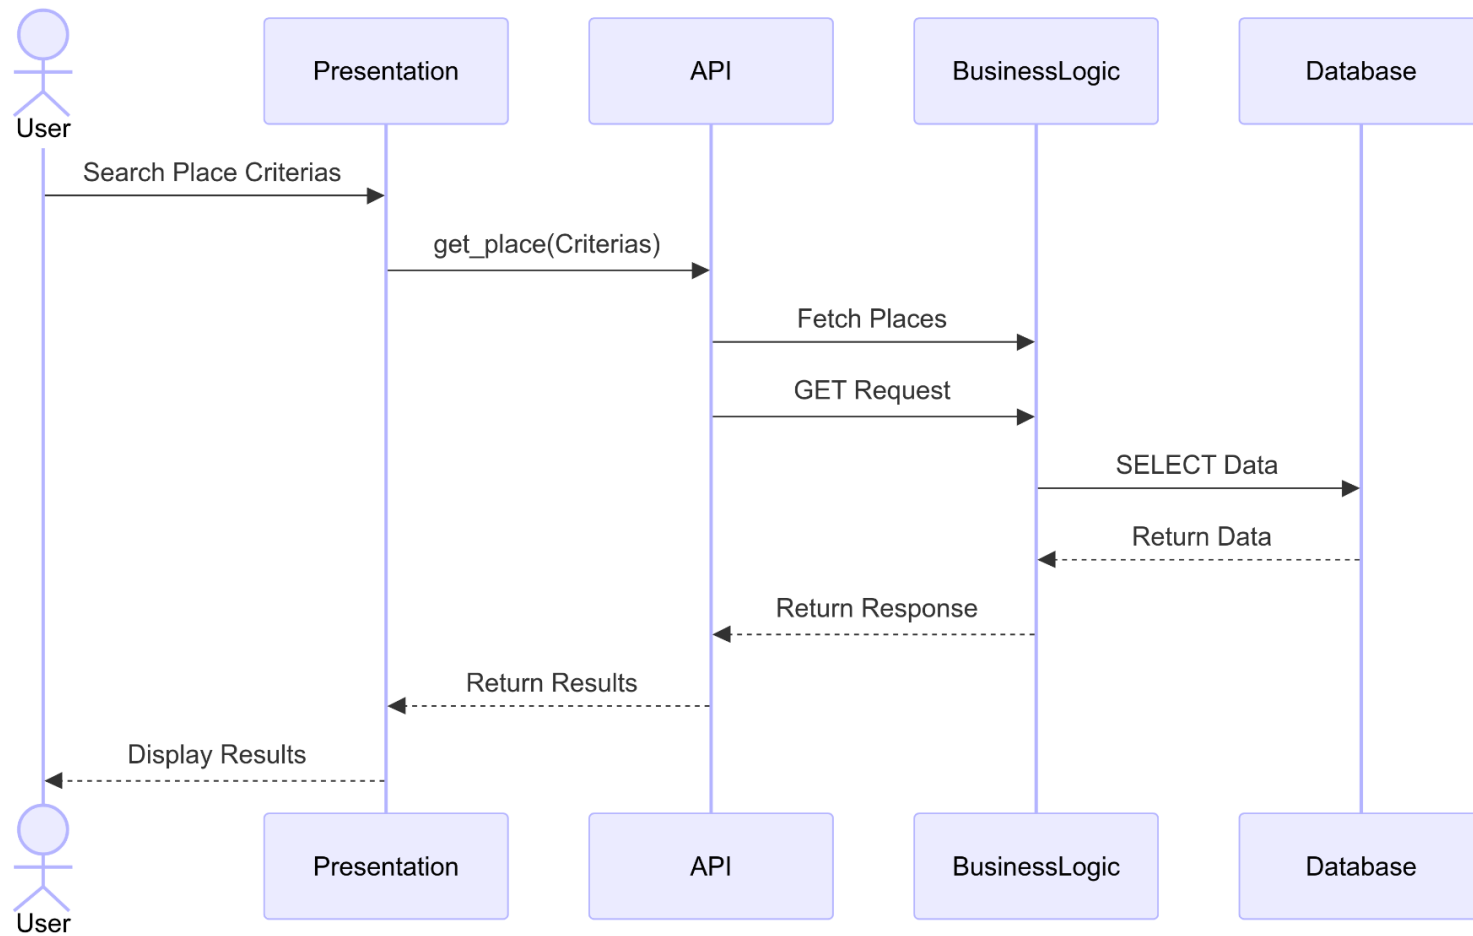 User
Presentation
API
BusinessLogic
Database
Search Place Criterias
get_place(Criterias)
Fetch Places
GET Request
SELECT Data
Return Data
Return Response
Return Results
Display Results
User
Presentation
API
BusinessLogic
Database